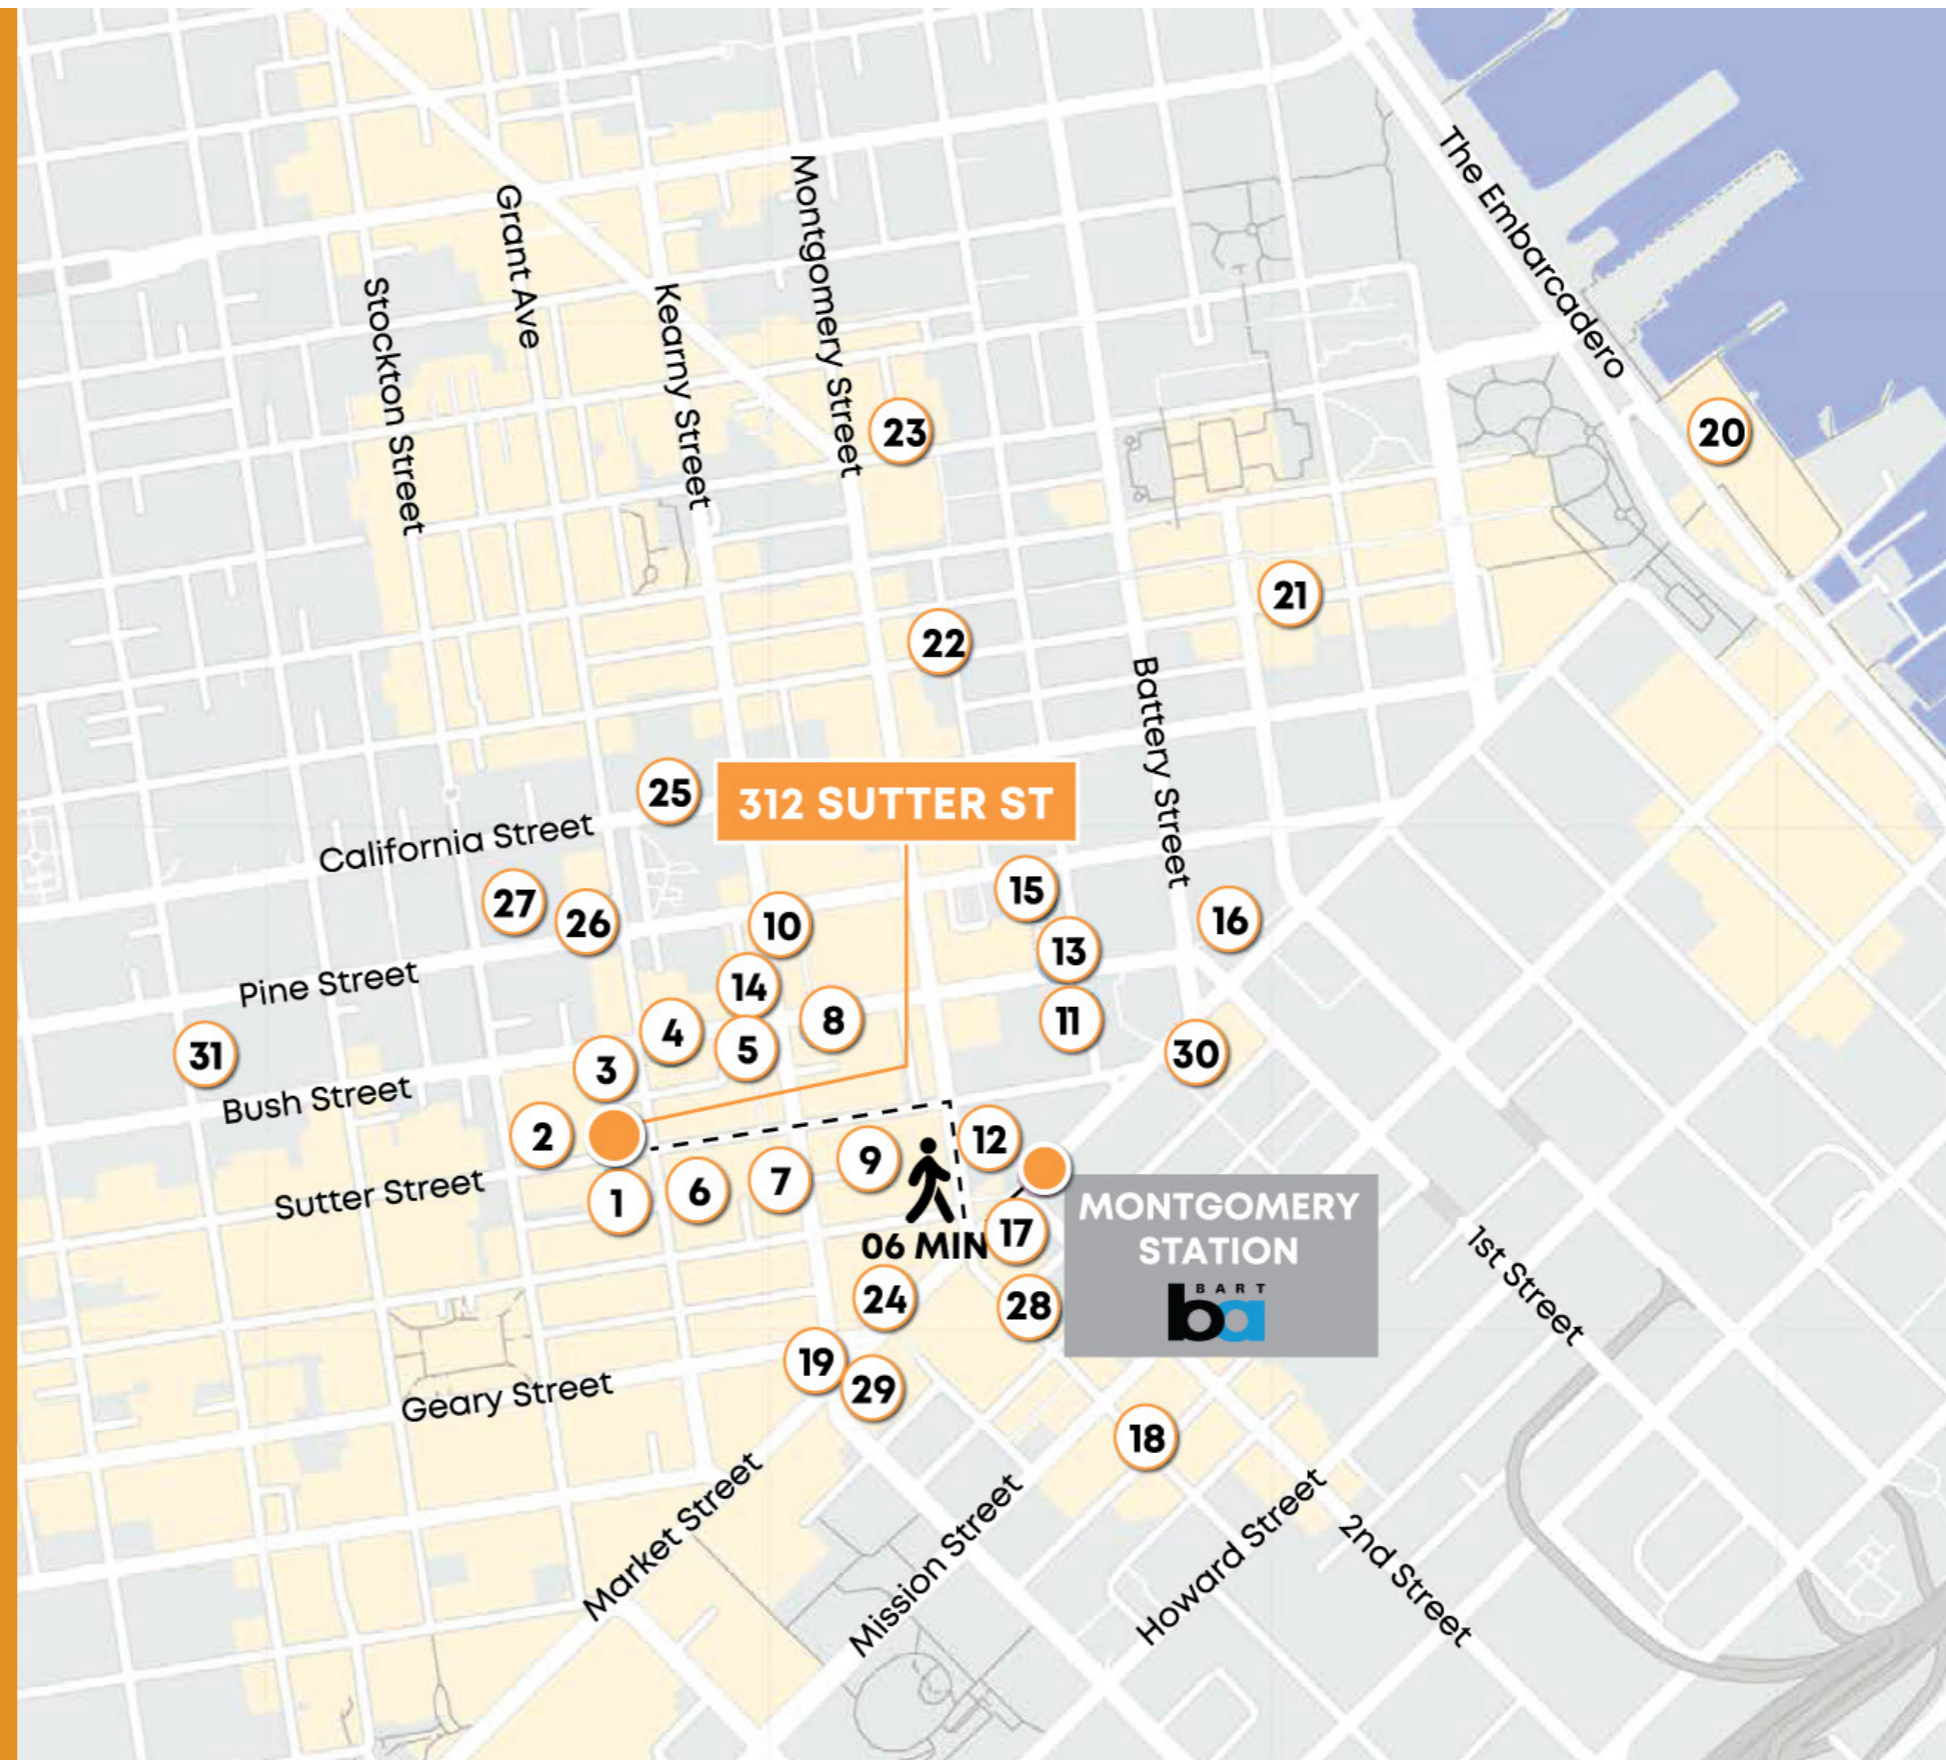 The Embarcadero
Montgomery Street
Grant Ave
Stockton Street
Kearny Street
23
20
21
22
Battery Street
25
312 SUTTER ST
California Street
27
26
10
15
16
13
Pine Street
14
8
11
4
5
31
3
30
Bush Street
2
12
9
7
6
1
Sutter Street
MONTGOMERY
STATION
BART
ba
17
06 MIN
24
28
1st Street
19
29
Geary Street
18
Market Street
Mission Street
Howard Street
2nd Street